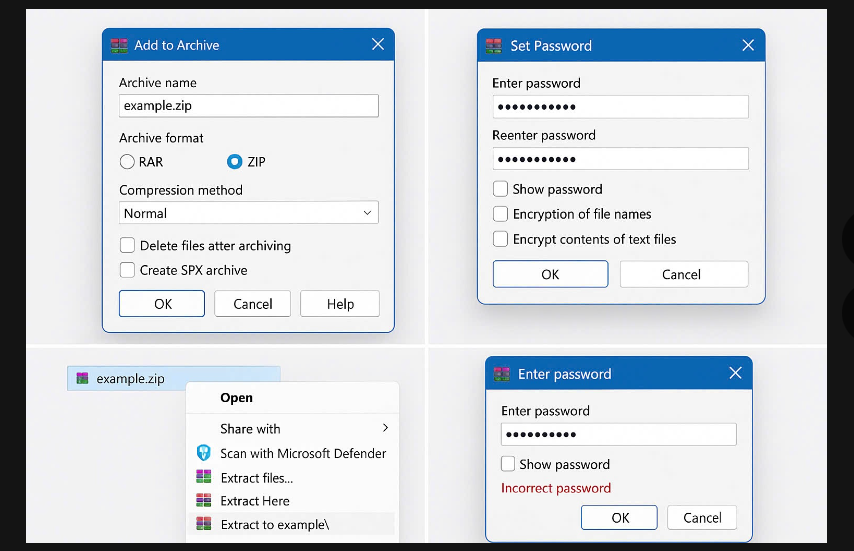 Add to Archive
Archive name
example.zip
Archive format
RAR ZIP
Compression method
Normal
Delete files atter archiving
Create SPX archive
OK Cancel Help
Set Password
Enter password
●●●●●●●●●●●
Reenter password
●●●●●●●●●●●
Show password
Encryption of file names
Encrypt contents of text files
OK Cancel
example.zip
Open
Share with
Scan with Microsoft Defender
Extract files...
Extract Here
Extract to example\
Enter password
Enter password
●●●●●●●●●●
Show password
Incorrect password
OK Cancel